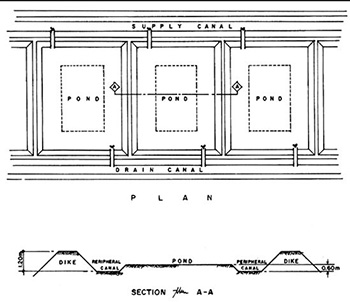 SUPPLY CANAL
A A
POND POND POND
DRAIN CANAL
PLAN
1.20m DIKE PERIPHERAL CANAL POND PERIPHERAL CANAL DIKE 0.60m
SECTION A-A